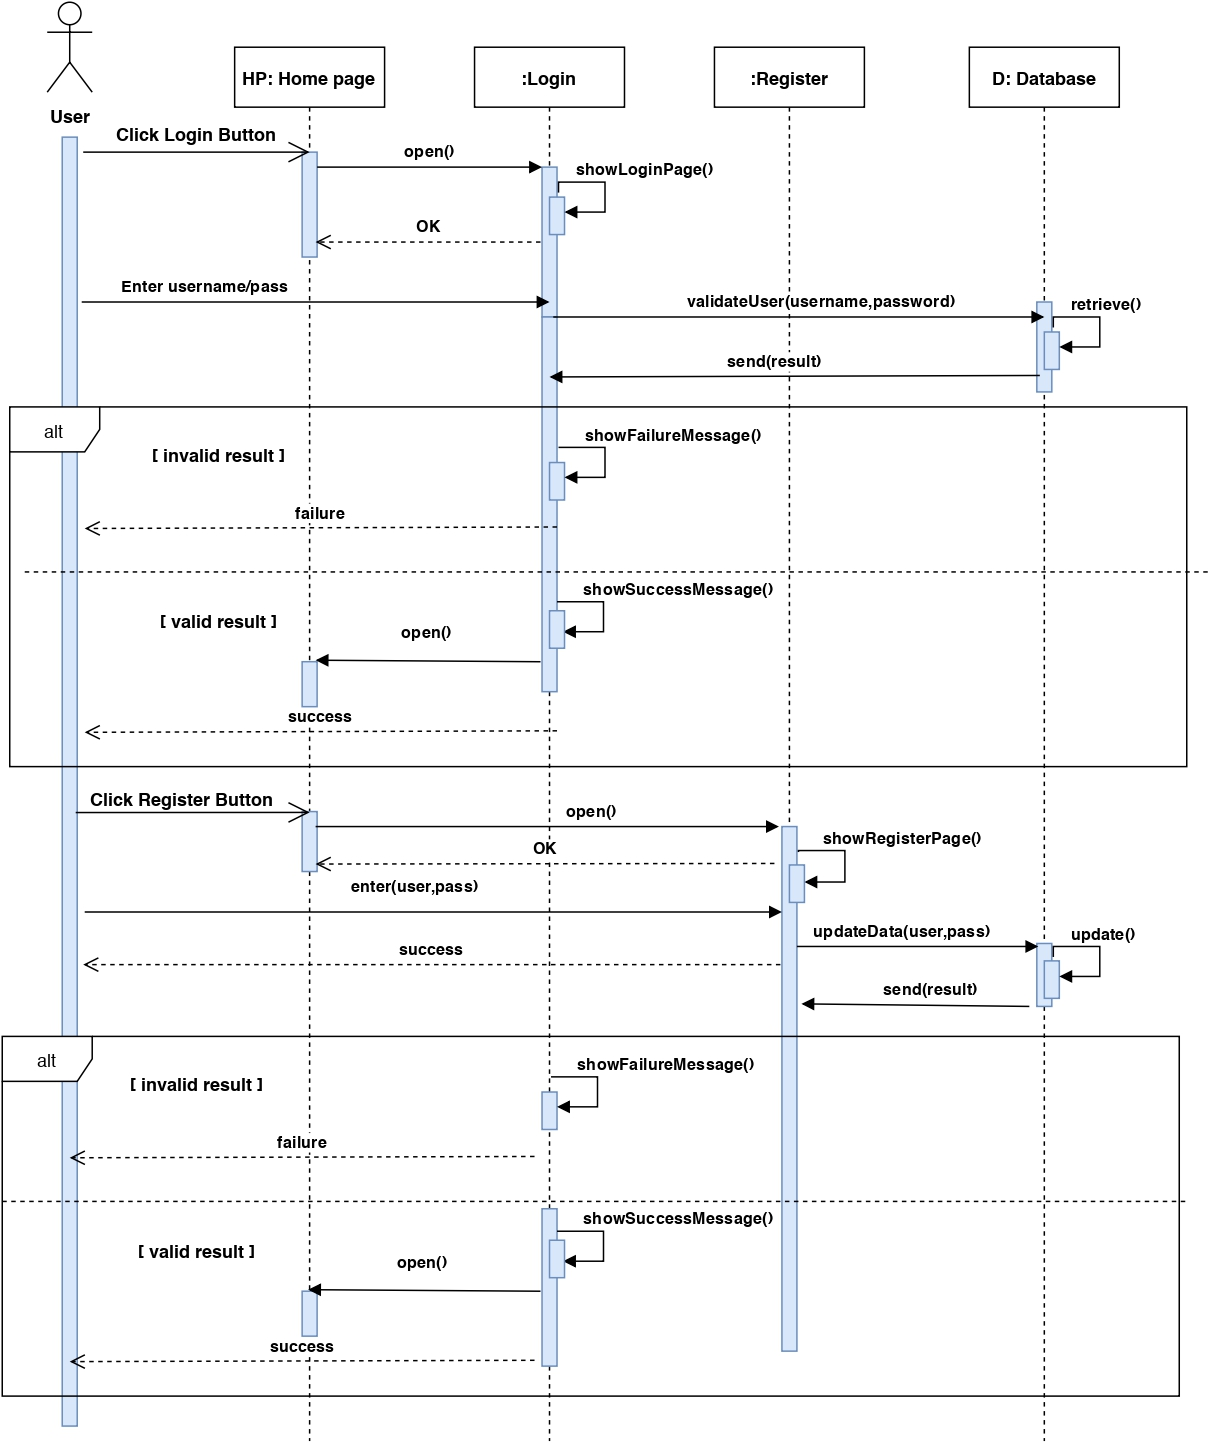 User
HP: Home page
:Login
:Register
D: Database
Click Login Button
open()
showLoginPage()
OK
Enter username/pass
validateUser(username,password)
retrieve()
send(result)
alt
[ invalid result ]
showFailureMessage()
failure
showSuccessMessage()
[ valid result ]
open()
success
Click Register Button
open()
showRegisterPage()
OK
enter(user,pass)
updateData(user,pass)
update()
success
send(result)
alt
[ invalid result ]
showFailureMessage()
failure
showSuccessMessage()
[ valid result ]
open()
success